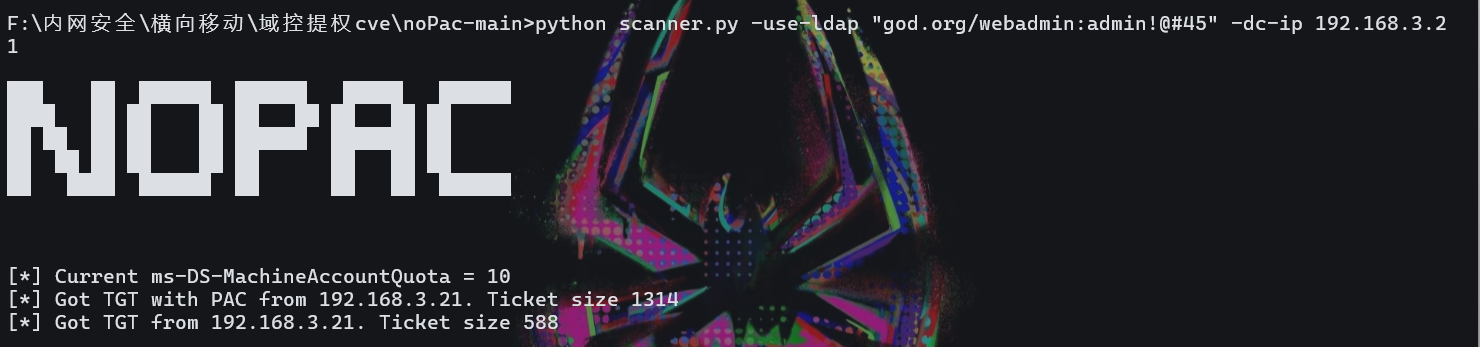 F:\内网安全\横向移动\域控提权cve\noPac-main>python scanner.py -use-ldap "god.org/webadmin:admin!@#45" -dc-ip 192.168.3.2
1
NOPAC
[*] Current ms-DS-MachineAccountQuota = 10
[*] Got TGT with PAC from 192.168.3.21. Ticket size 1314
[*] Got TGT from 192.168.3.21. Ticket size 588